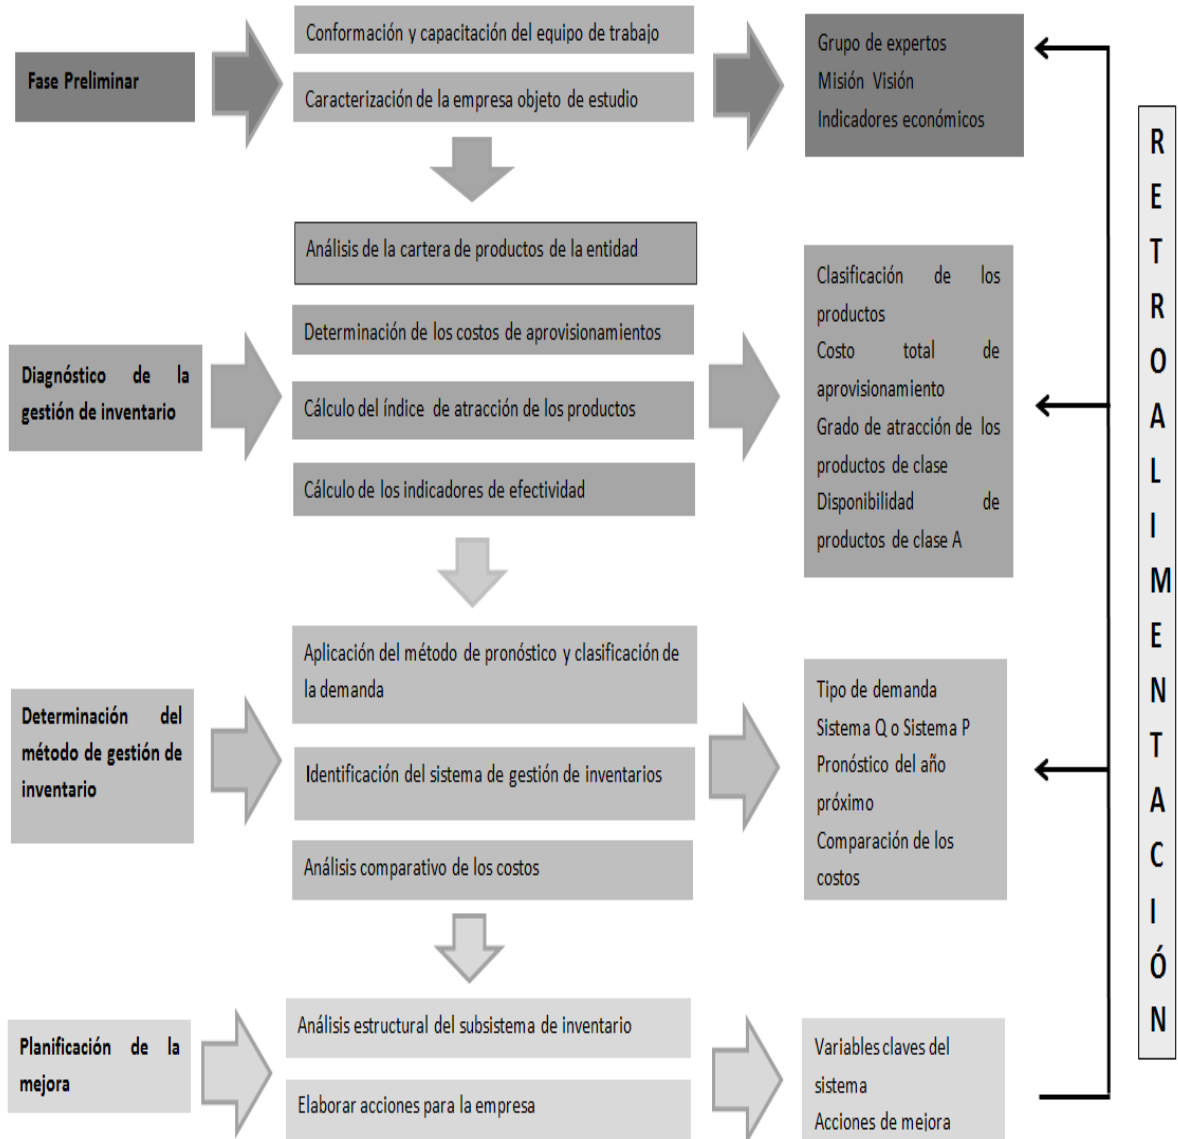 Fase Preliminar
Conformación y capacitación del equipo de trabajo
Caracterización de la empresa objeto de estudio
Grupo de expertos
Misión Visión
Indicadores económicos
Diagnóstico de la
gestión de inventario
Análisis de la cartera de productos de la entidad
Determinación de los costos de aprovisionamientos
Cálculo del índice de atracción de los productos
Cálculo de los indicadores de efectividad
Clasificación de los
productos
Costo total de
aprovisionamiento
Grado de atracción de los
productos de clase
Disponibilidad de
productos de clase A
Determinación del
método de gestión de
inventario
Aplicación del método de pronóstico y clasificación de
la demanda
Identificación del sistema de gestión de inventarios
Análisis comparativo de los costos
Tipo de demanda
Sistema Q o Sistema P
Pronóstico del año
próximo
Comparación de los
costos
Planificación de la
mejora
Análisis estructural del subsistema de inventario
Elaborar acciones para la empresa
Variables claves del
sistema
Acciones de mejora
RETROALIMENTACIÓN